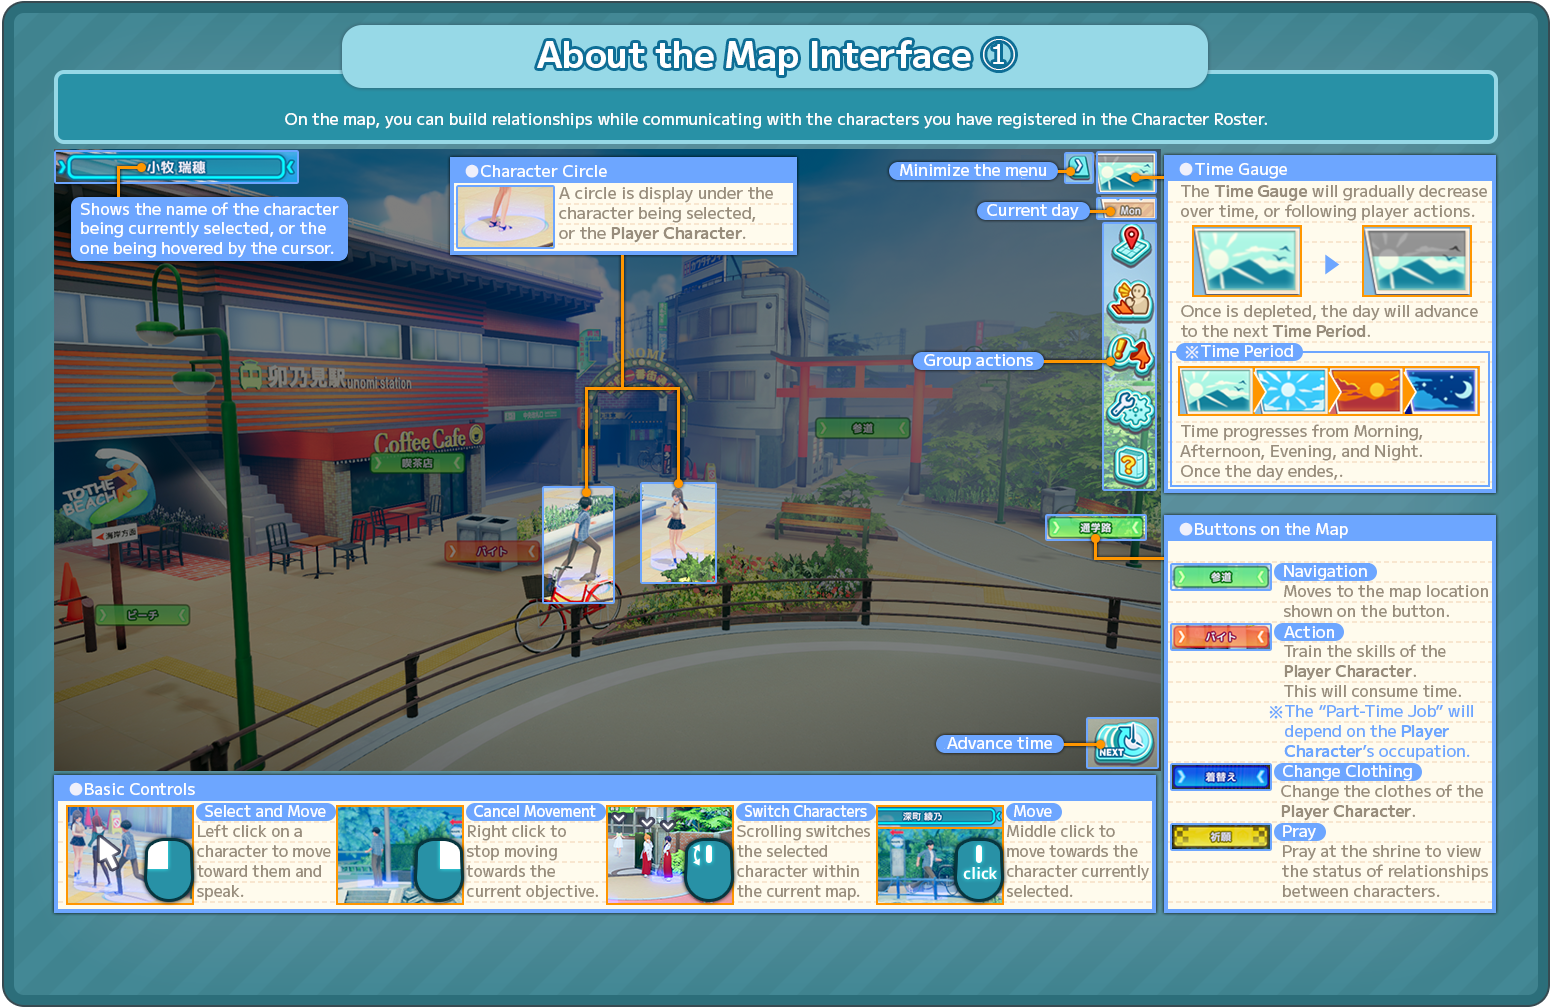 About the Map Interface ①
On the map, you can build relationships while communicating with the characters you have registered in the Character Roster.
小牧 瑞穗
Shows the name of the character
being currently selected, or the
one being hovered by the cursor.
●Character Circle
A circle is display under the
character being selected,
or the Player Character.
Minimize the menu
Current day
Mon
Group actions
卯乃見駅 unomi-station
Coffee Cafe
喫茶店
TO THE
BEACH
海岸方面
バイト
ビーチ
参道
通学路
Advance time
NEXT
●Time Gauge
The Time Gauge will gradually decrease
over time, or following player actions.
Once is depleted, the day will advance
to the next Time Period.
※Time Period
Time progresses from Morning,
Afternoon, Evening, and Night.
Once the day endes,.
●Buttons on the Map
参道
Navigation
Moves to the map location
shown on the button.
バイト
Action
Train the skills of the
Player Character.
This will consume time.
※The “Part-Time Job” will
depend on the Player
Character’s occupation.
着替え
Change Clothing
Change the clothes of the
Player Character.
祈願
Pray
Pray at the shrine to view
the status of relationships
between characters.
●Basic Controls
Select and Move
Left click on a
character to move
toward them and
speak.
Cancel Movement
Right click to
stop moving
towards the
current objective.
Switch Characters
Scrolling switches
the selected
character within
the current map.
深町 綾乃
click
Move
Middle click to
move towards the
character currently
selected.